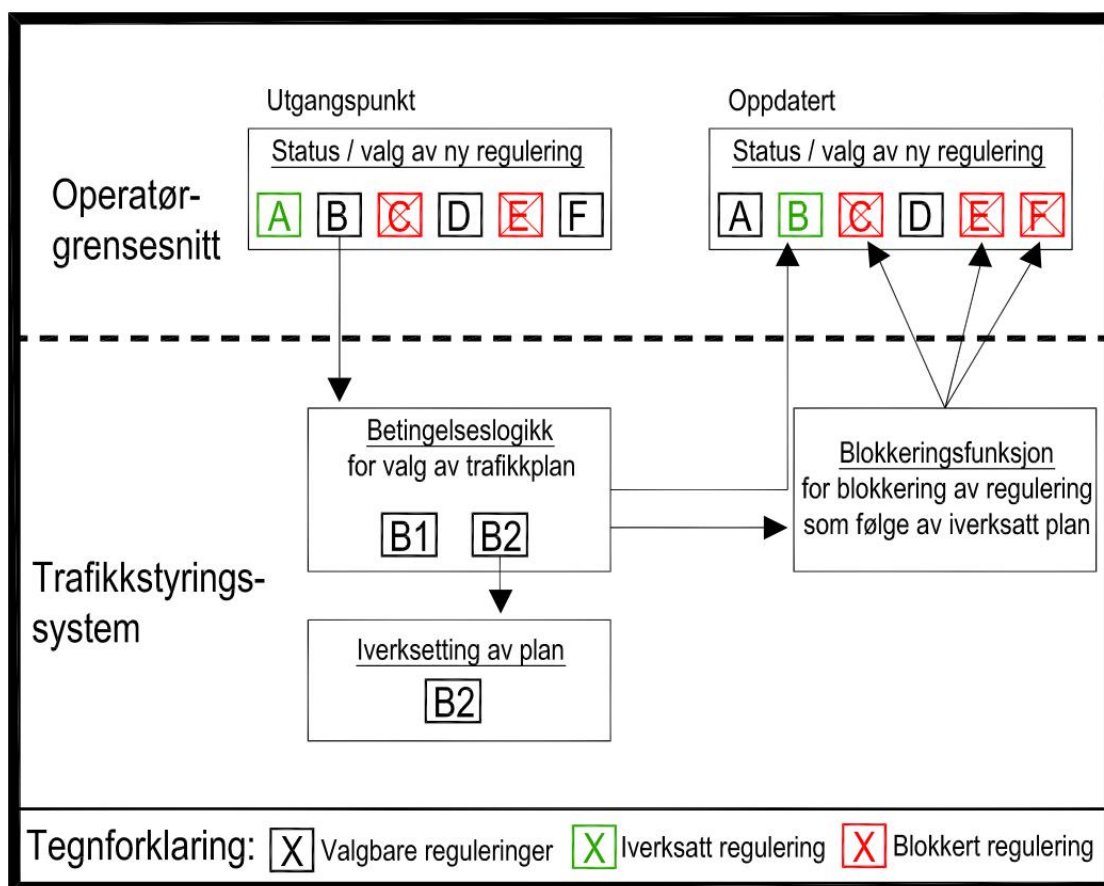 Utgangspunkt
Status / valg av ny regulering
A B C D E F
Oppdatert
Status / valg av ny regulering
A B C D E F
Operatør-
grensesnitt
Betingelseslogikk
for valg av trafikkplan
B1 B2
Blokkeringsfunksjon
for blokkering av regulering
som følge av iverksatt plan
Trafikkstyrings-
system
Iverksetting av plan
B2
Tegnforklaring: X Valgbare reguleringer X Iverksatt regulering X Blokkert regulering